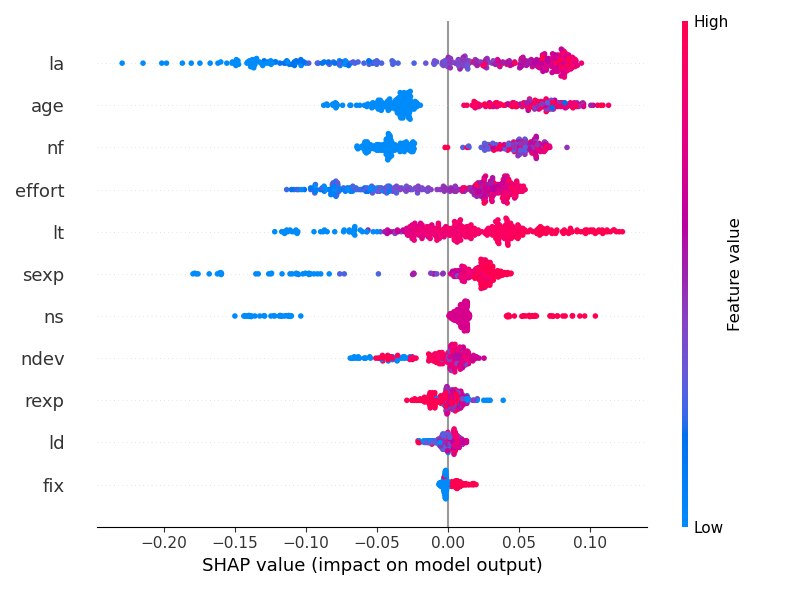 High
la
age
nf
effort
lt
sexp
ns
ndev
rexp
ld
fix
Feature value
Low
−0.20 −0.15 −0.10 −0.05 0.00 0.05 0.10
SHAP value (impact on model output)